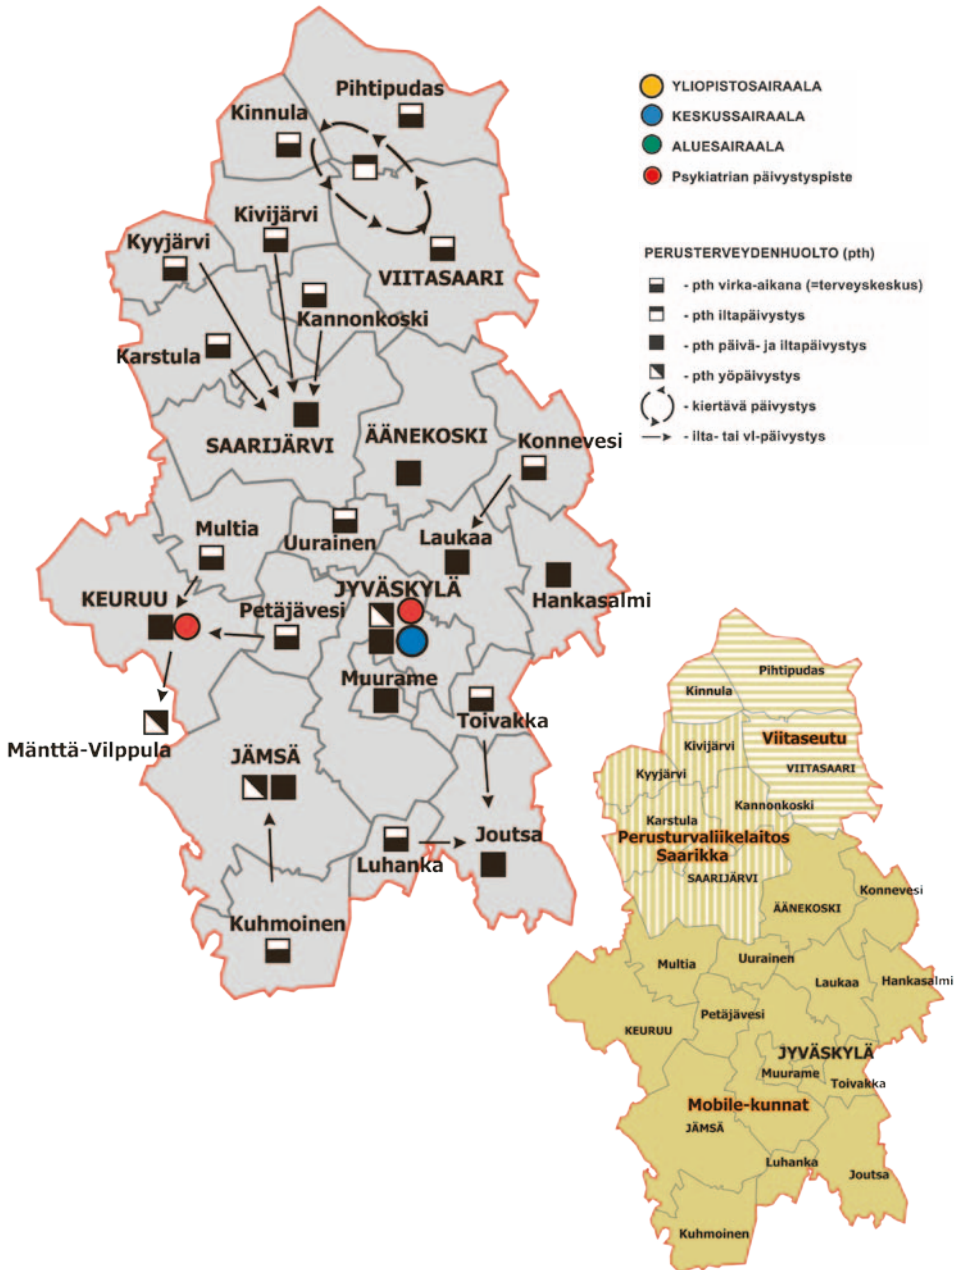 Pihtipudas
Kinnula
Kivijärvi
Kyyjärvi
VIITASAARI
Kannonkoski
Karstula
SAARIJÄRVI
ÄÄNEKOSKI
Konnevesi
Multia
Uurainen
Laukaa
KEURUU
Petäjävesi
JYVÄSKYLÄ
Hankasalmi
Muurame
Toivakka
Mänttä-Vilppula
JÄMSÄ
Joutsa
Luhanka
Kuhmoinen
YLIOPISTOSAIRAALA
KESKUSSAIRAALA
ALUESAIRAALA
Psykiatrian päivystyspiste
PERUSTERVEYDENHUOLTO (pth)
- pth virka-aikana (=terveyskeskus)
- pth iltapäivystys
- pth päivä- ja iltapäivystys
- pth yöpäivystys
- kiertävä päivystys
- ilta- tai vl-päivystys
Pihtipudas
Kinnula
Kivijärvi
Viitaseutu
Kyyjärvi
VIITASAARI
Kannonkoski
Karstula
Perusturvaliikelaitos
Saarikka
SAARIJÄRVI
Konnevesi
ÄÄNEKOSKI
Multia
Uurainen
Laukaa
Hankasalmi
Petäjävesi
KEURUU
JYVÄSKYLÄ
Muurame
Toivakka
Mobile-kunnat
JÄMSÄ
Luhanka
Joutsa
Kuhmoinen